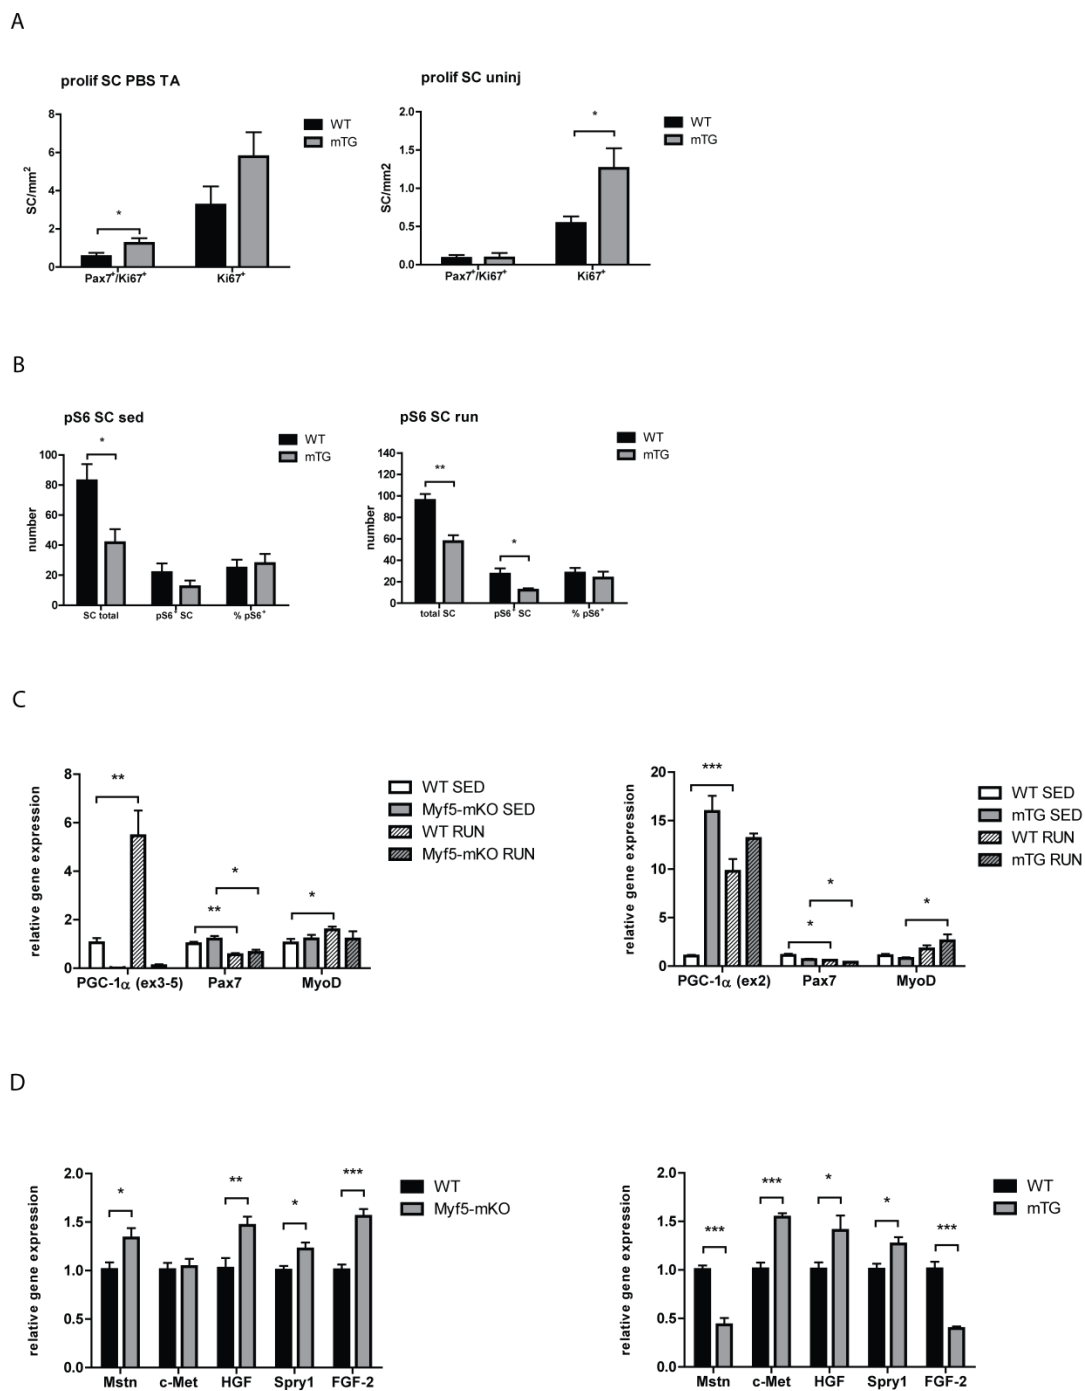 A
prolif SC PBS TA
SC/mm²
8
6
4
2
0
*
Pax7⁺/Ki67⁺ Ki67⁺
WT
mTG
prolif SC uninj
SC/mm2
2.0
1.5
1.0
0.5
0.0
*
Pax7⁺/Ki67⁺ Ki67⁺
WT
mTG
B
pS6 SC sed
number
100
80
60
40
20
0
*
SC total pS6⁺ SC % pS6⁺
WT
mTG
pS6 SC run
number
140
120
100
80
60
40
20
0
**
*
total SC pS6⁺ SC % pS6⁺
WT
mTG
C
relative gene expression
8
6
4
2
0
**
**
*
*
PGC-1α (ex3-5) Pax7 MyoD
WT SED
Myf5-mKO SED
WT RUN
Myf5-mKO RUN
relative gene expression
20
15
10
5
0
***
*
*
*
PGC-1α (ex2) Pax7 MyoD
WT SED
mTG SED
WT RUN
mTG RUN
D
relative gene expression
2.0
1.5
1.0
0.5
0.0
*
**
*
***
Mstn c-Met HGF Spry1 FGF-2
WT
Myf5-mKO
relative gene expression
2.0
1.5
1.0
0.5
0.0
***
***
*
*
***
Mstn c-Met HGF Spry1 FGF-2
WT
mTG